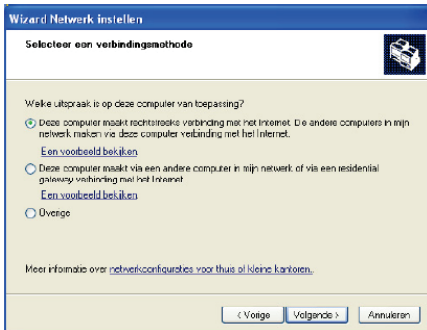 Wizard Netwerk instellen
Selecteer een verbindingsmethode
Welke uitspraak is op deze computer van toepassing?
Deze computer maakt rechtstreeks verbinding met het Internet. De andere computers in mijn
netwerk maken via deze computer verbinding met het Internet.
Een voorbeeld bekijken
Deze computer maakt via een andere computer in mijn netwerk of via een residential
gateway verbinding met het Internet
Een voorbeeld bekijken
Overige
Meer informatie over netwerkconfiguraties voor thuis of kleine kantoren.
< Vorige Volgende > Annuleren